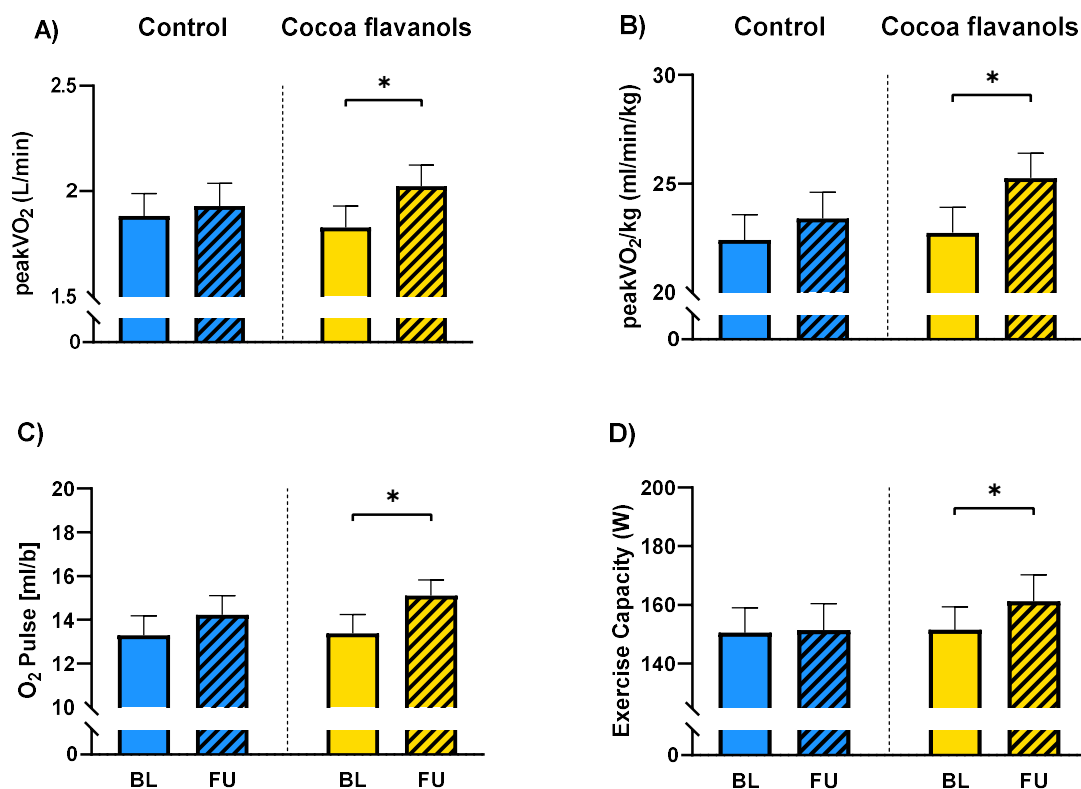 A) Control Cocoa flavanols
peakVO₂ (L/min)
2.5
*
2
1.5
0
B) Control Cocoa flavanols
peakVO₂/kg (ml/min/kg)
30
*
25
20
0
C)
O₂ Pulse [ml/b]
20
*
18
16
14
12
10
0
BL FU BL FU
D)
Exercise Capacity (W)
200
*
180
160
140
0
BL FU BL FU